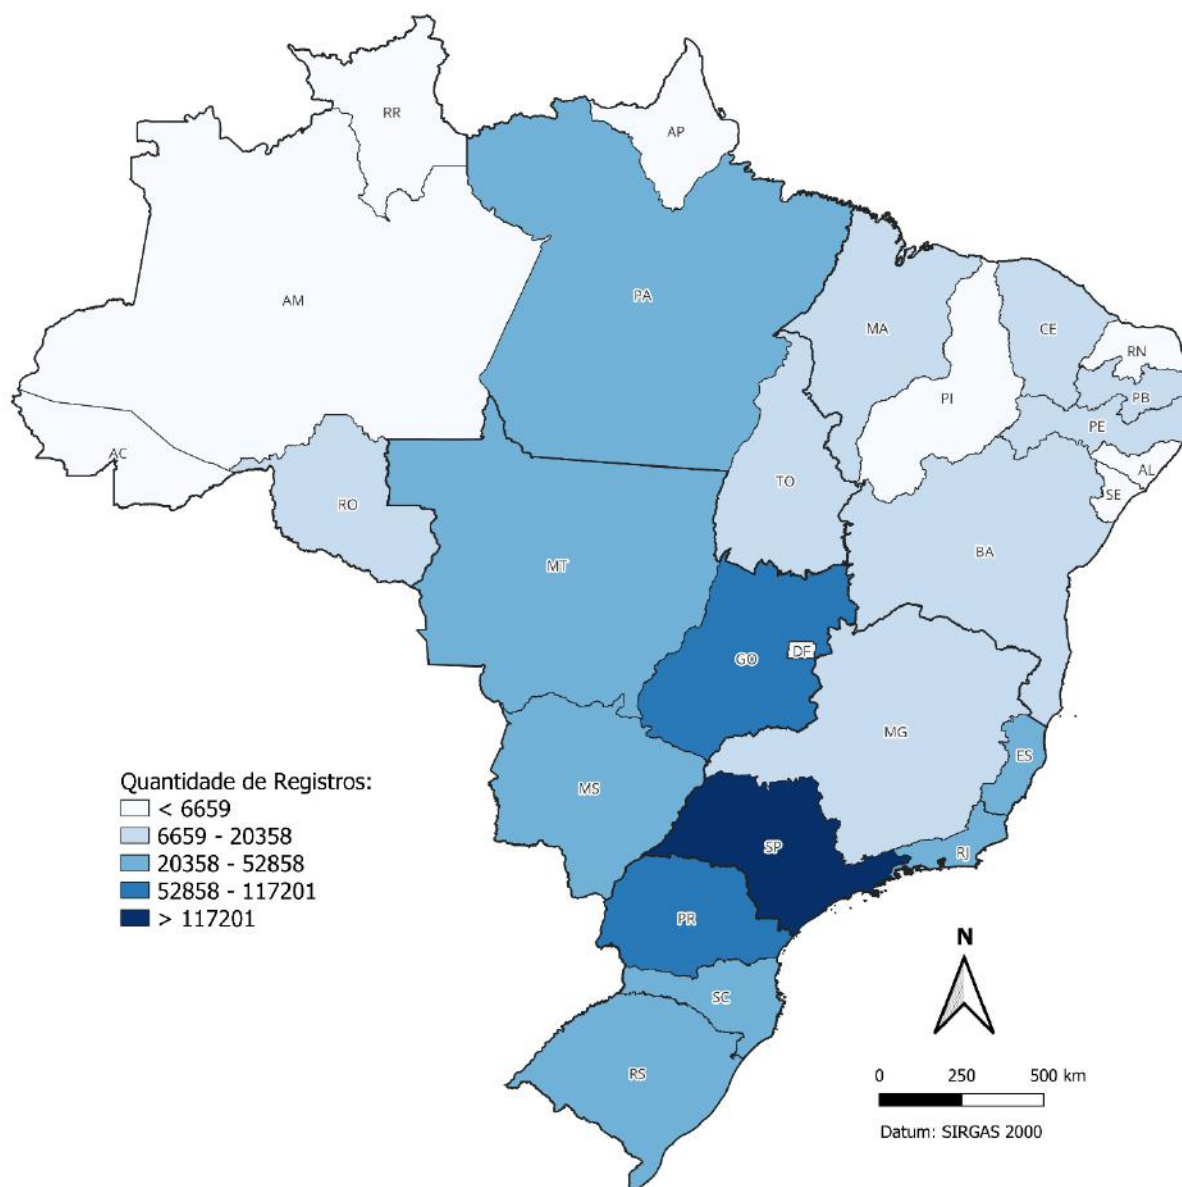 RR
AP
AM
PA
MA
CE
RN
PI
PB
PE
AC
AL
TO
SE
RO
BA
MT
GO
DF
MG
ES
MS
Quantidade de Registros:
< 6659
6659 - 20358
20358 - 52858
52858 - 117201
> 117201
SP
RJ
PR
N
SC
RS
0 250 500 km
Datum: SIRGAS 2000